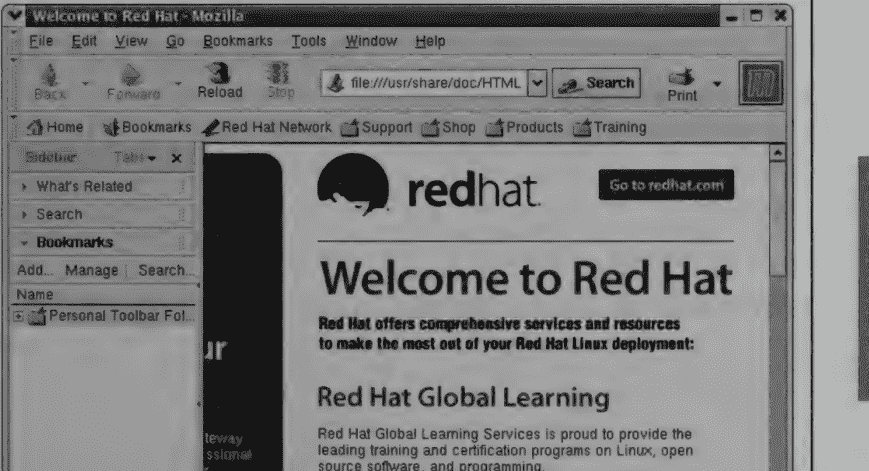 Welcome to Red Hat - Mozilla
File Edit View Go Bookmarks Tools Window Help
Back Forward Reload Stop
file:///usr/share/doc/HTML
Search
Print
Home Bookmarks Red Hat Network Support Shop Products Training
Sidebar Tabs
What's Related
Search
Bookmarks
Add... Manage Search...
Name
Personal Toolbar Fol...
ur
teway
ssional
redhat.
Go to redhat.com
Welcome to Red Hat
Red Hat offers comprehensive services and resources
to make the most out of your Red Hat Linux deployment:
Red Hat Global Learning
Red Hat Global Learning Services is proud to provide the
leading training and certification programs on Linux, open
source software, and programming.